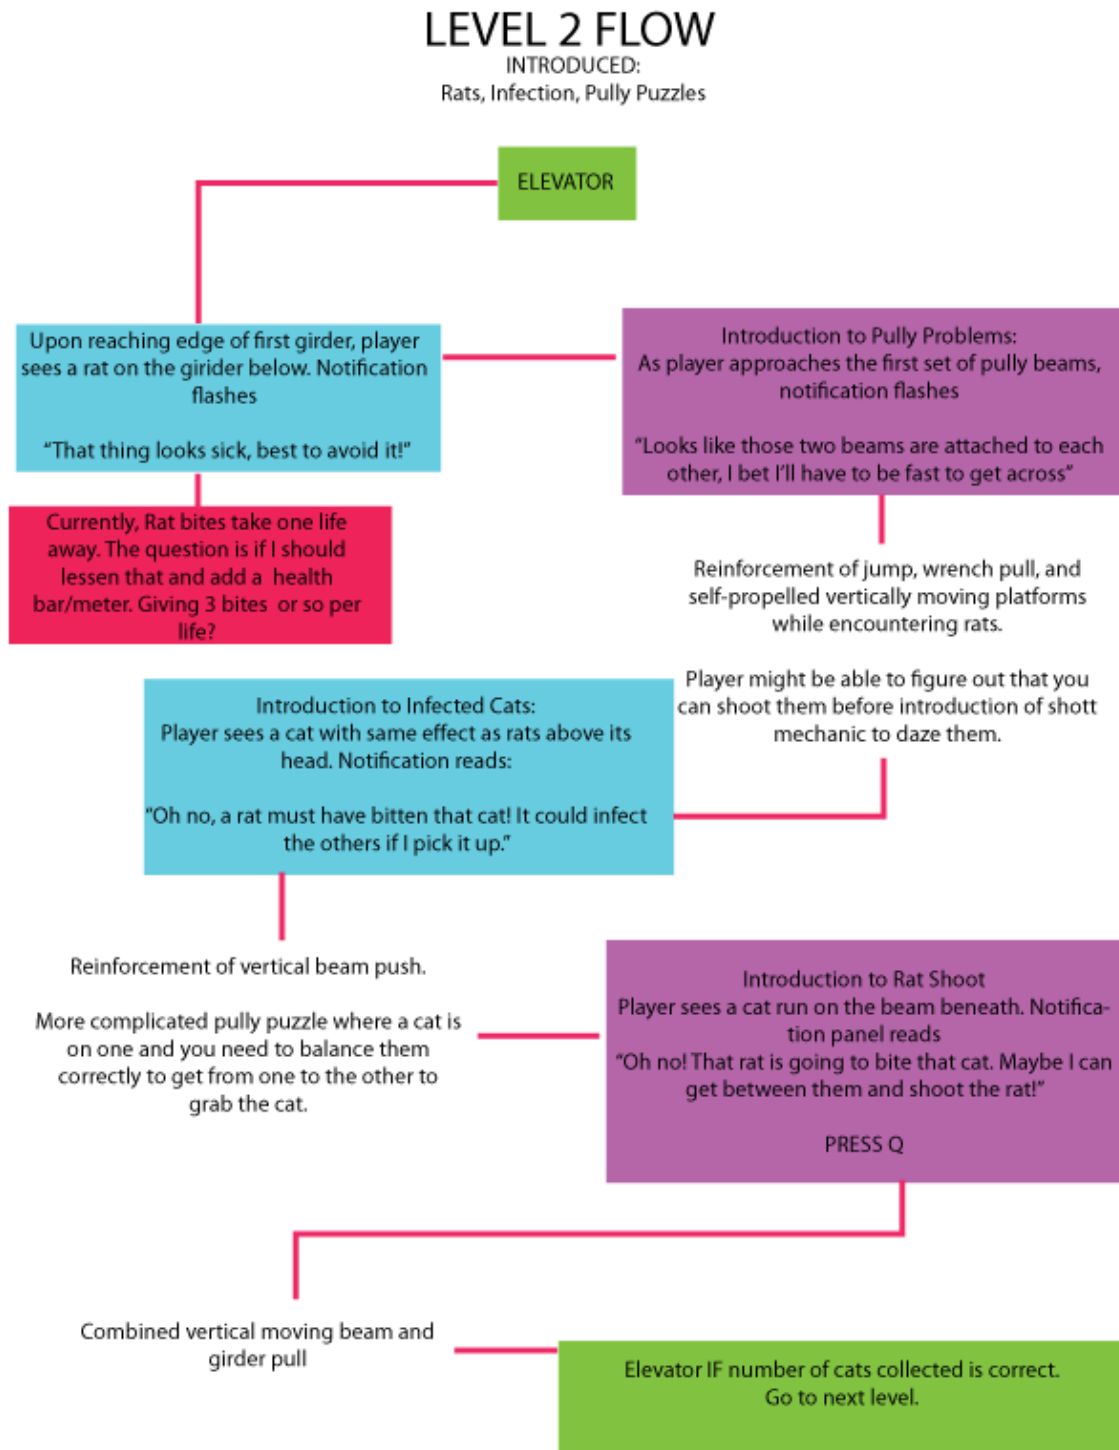 LEVEL 2 FLOW
INTRODUCED:
Rats, Infection, Pully Puzzles
ELEVATOR
Upon reaching edge of first girder, player
sees a rat on the girider below. Notification
flashes
“That thing looks sick, best to avoid it!”
Introduction to Pully Problems:
As player approaches the first set of pully beams,
notification flashes
“Looks like those two beams are attached to each
other, I bet I’ll have to be fast to get across”
Currently, Rat bites take one life
away. The question is if I should
lessen that and add a health
bar/meter. Giving 3 bites or so per
life?
Reinforcement of jump, wrench pull, and
self-propelled vertically moving platforms
while encountering rats.
Player might be able to figure out that you
can shoot them before introduction of shott
mechanic to daze them.
Introduction to Infected Cats:
Player sees a cat with same effect as rats above its
head. Notification reads:
“Oh no, a rat must have bitten that cat! It could infect
the others if I pick it up.”
Reinforcement of vertical beam push.
More complicated pully puzzle where a cat is
on one and you need to balance them
correctly to get from one to the other to
grab the cat.
Introduction to Rat Shoot
Player sees a cat run on the beam beneath. Notifica-
tion panel reads
“Oh no! That rat is going to bite that cat. Maybe I can
get between them and shoot the rat!”
PRESS Q
Combined vertical moving beam and
girder pull
Elevator IF number of cats collected is correct.
Go to next level.